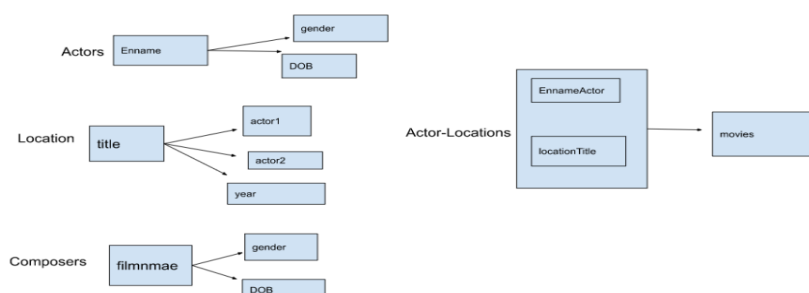 Actors
Enname
gender
DOB
Location
title
actor1
actor2
year
Composers
filmnmae
gender
DOB
Actor-Locations
EnnameActor
locationTitle
movies